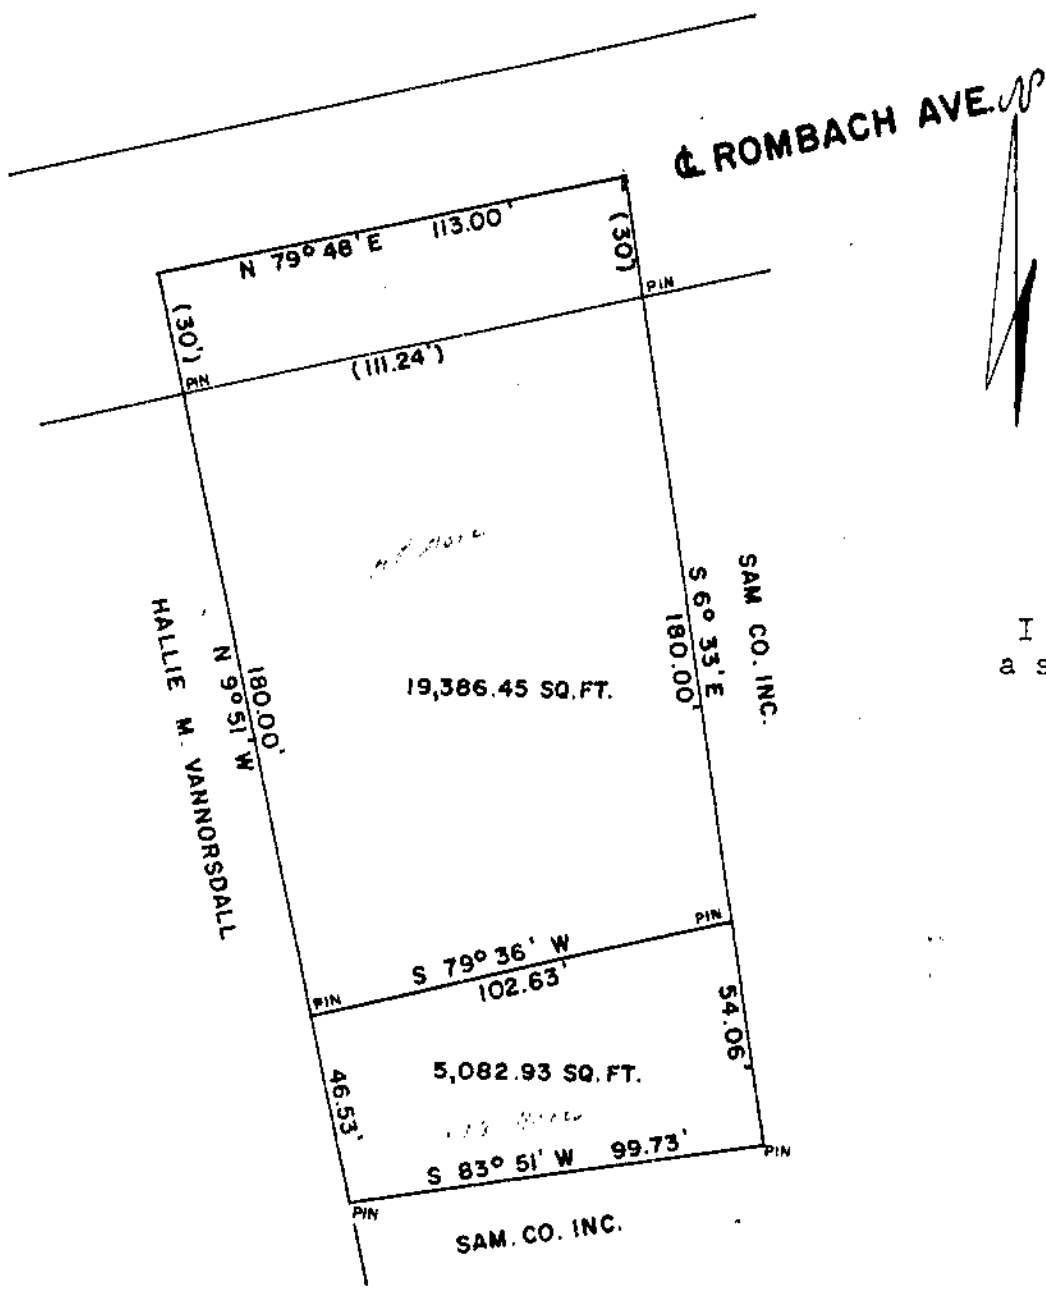 ℄ ROMBACH AVE. N
N 79° 48' E 113.00'
(30')
(30')
PIN
(111.24')
PIN
SAM CO. INC.
S 6° 33' E
180.00'
HALLIE M. VANNORSDALL
N 9° 51' W
180.00'
19,386.45 SQ. FT.
I
a s
PIN
S 79° 36' W
102.63'
PIN
54.06'
46.53'
5,082.93 SQ. FT.
S 83° 51' W 99.73'
PIN
PIN
SAM. CO. INC.